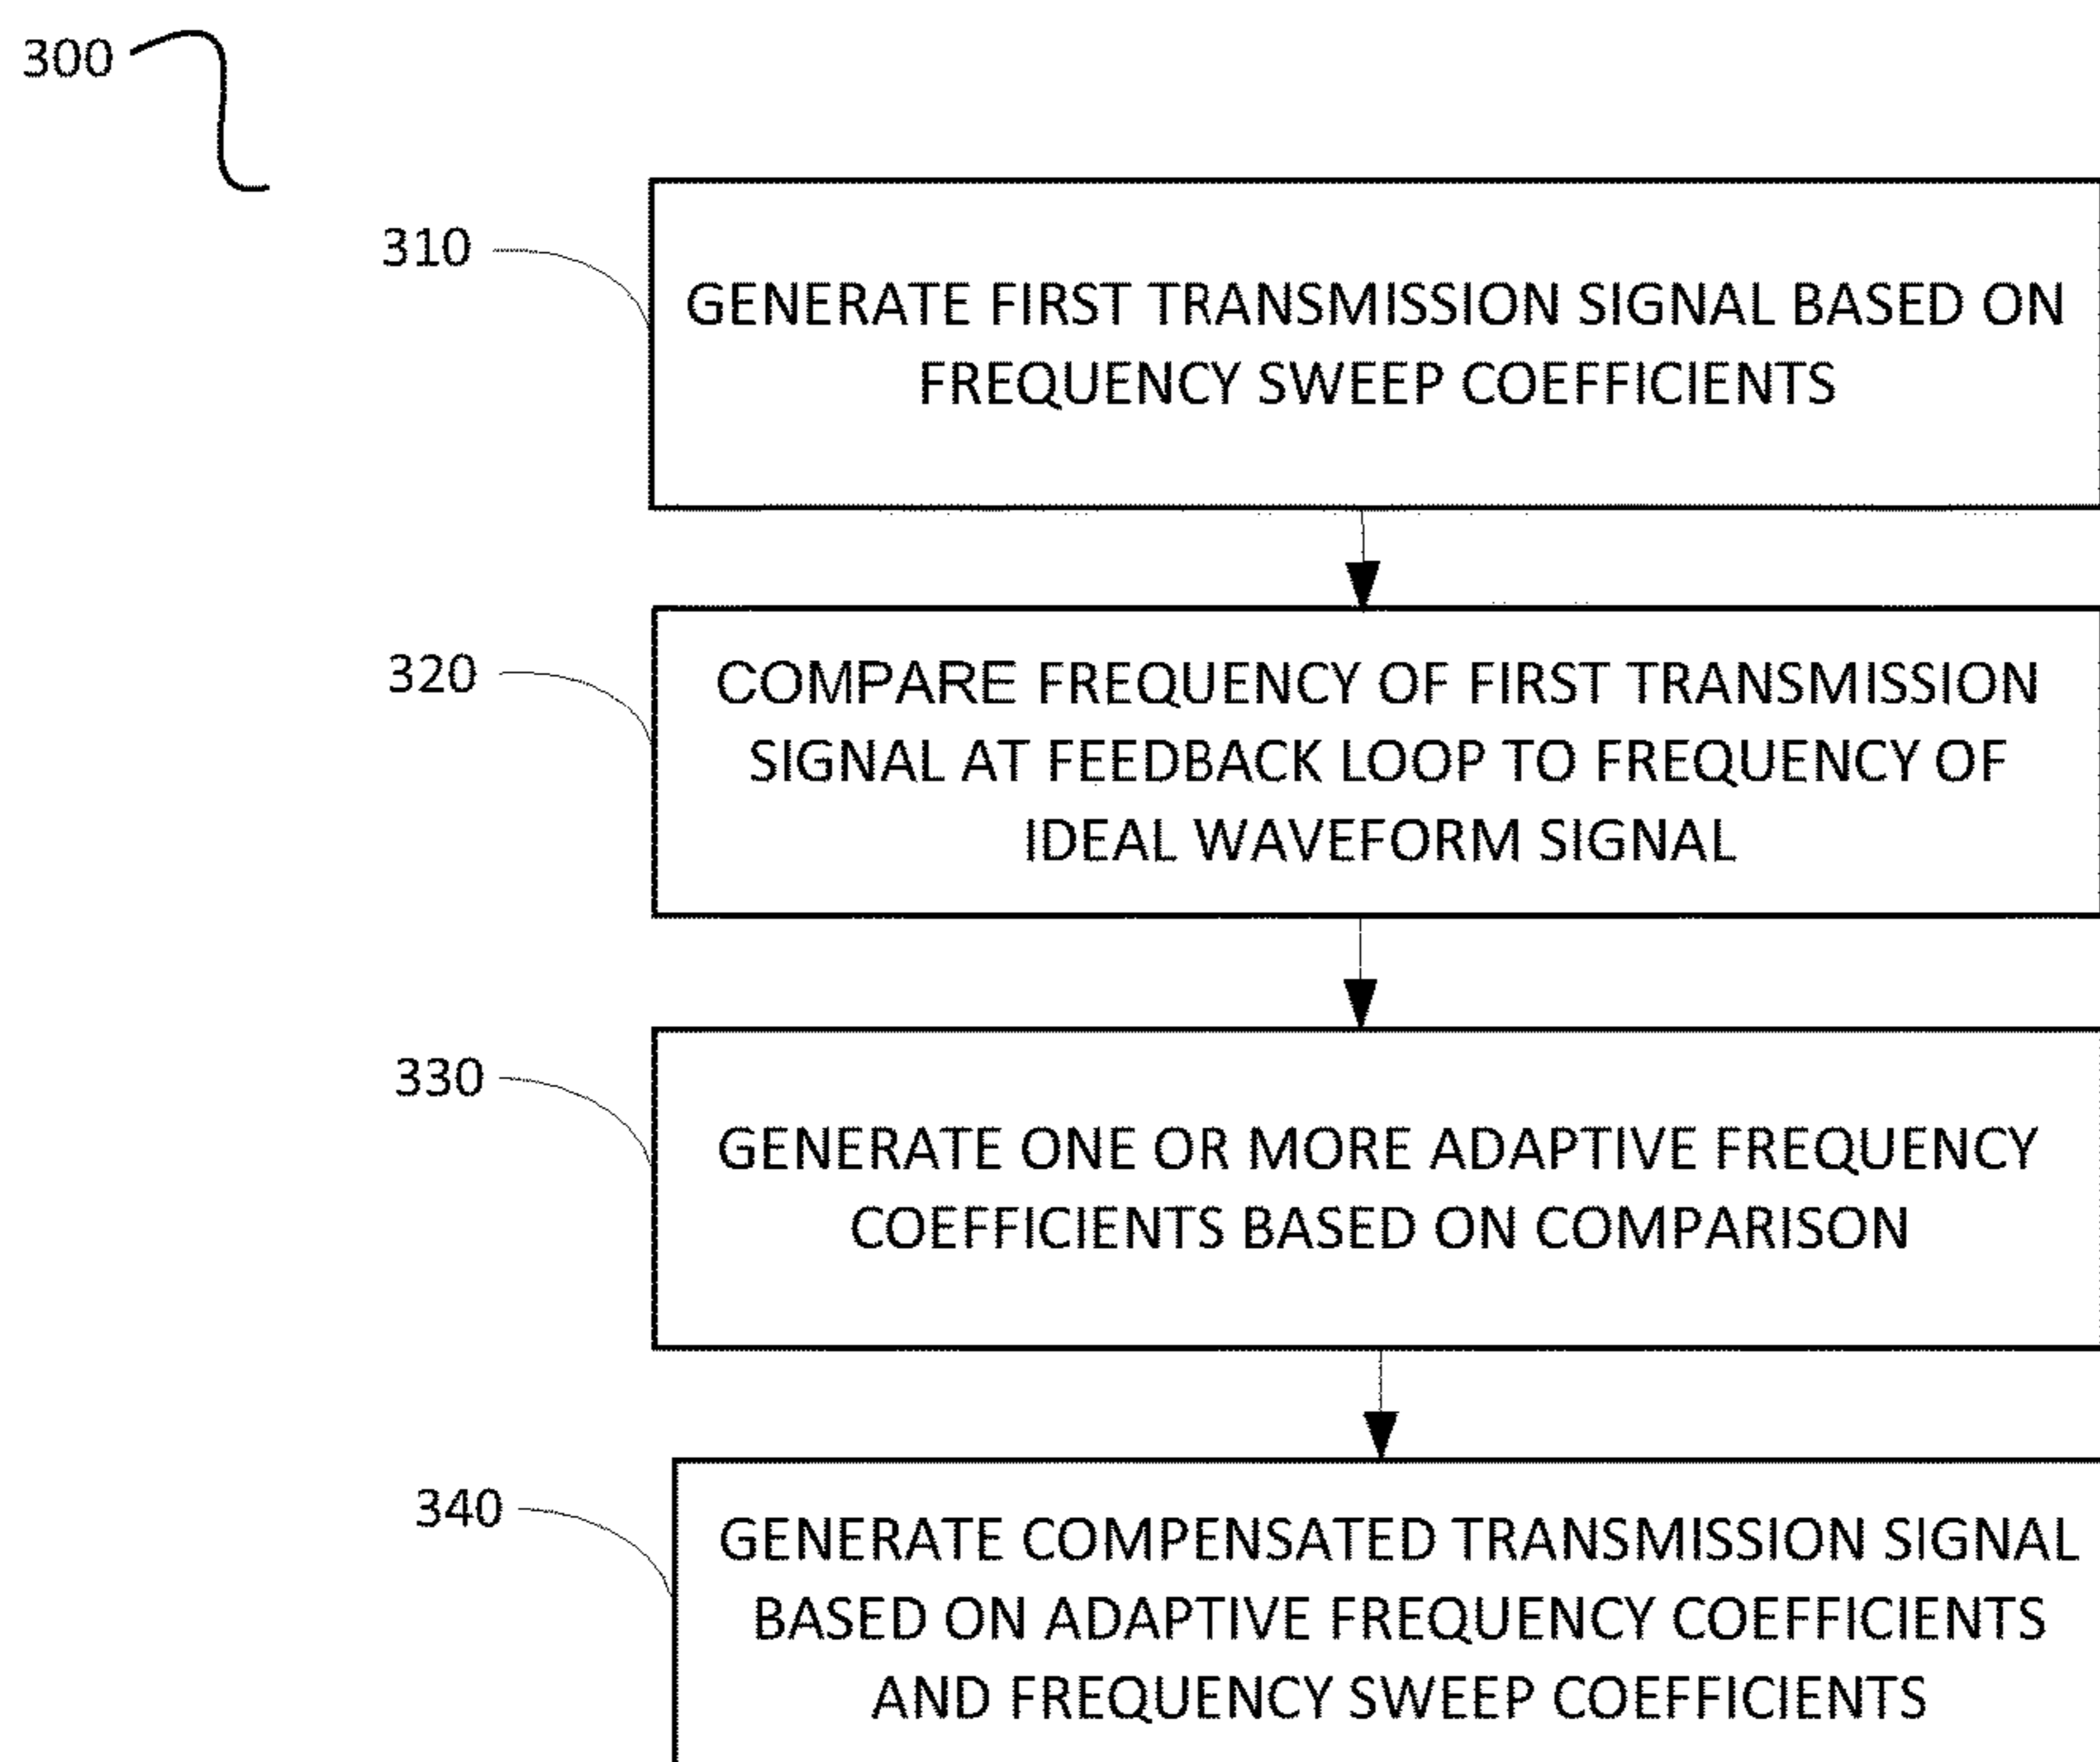 300
310
GENERATE FIRST TRANSMISSION SIGNAL BASED ON
FREQUENCY SWEEP COEFFICIENTS
320
COMPARE FREQUENCY OF FIRST TRANSMISSION
SIGNAL AT FEEDBACK LOOP TO FREQUENCY OF
IDEAL WAVEFORM SIGNAL
330
GENERATE ONE OR MORE ADAPTIVE FREQUENCY
COEFFICIENTS BASED ON COMPARISON
340
GENERATE COMPENSATED TRANSMISSION SIGNAL
BASED ON ADAPTIVE FREQUENCY COEFFICIENTS
AND FREQUENCY SWEEP COEFFICIENTS